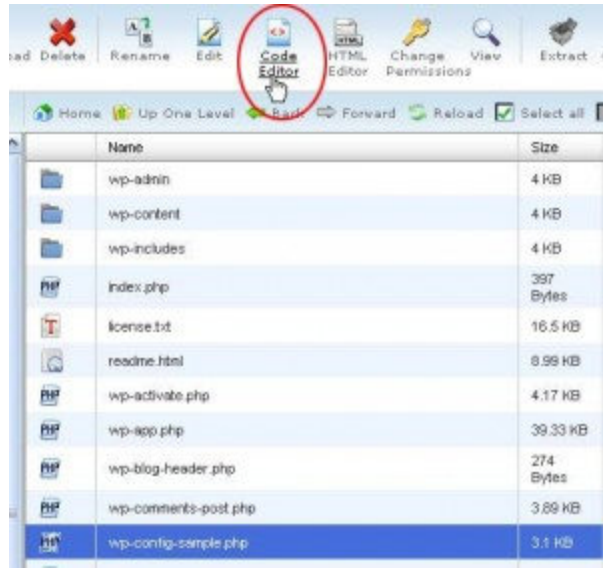 Delete Rename Edit Code Editor HTML Editor Change Permissions View Extract
Home Up One Level Back Forward Reload Select all
Name Size
wp-admin 4 KB
wp-content 4 KB
wp-includes 4 KB
index.php 397 Bytes
license.txt 16.5 KB
readme.html 8.99 KB
wp-activate.php 4.17 KB
wp-app.php 39.33 KB
wp-blog-header.php 274 Bytes
wp-comments-post.php 3.89 KB
wp-config-sample.php 3.1 KB